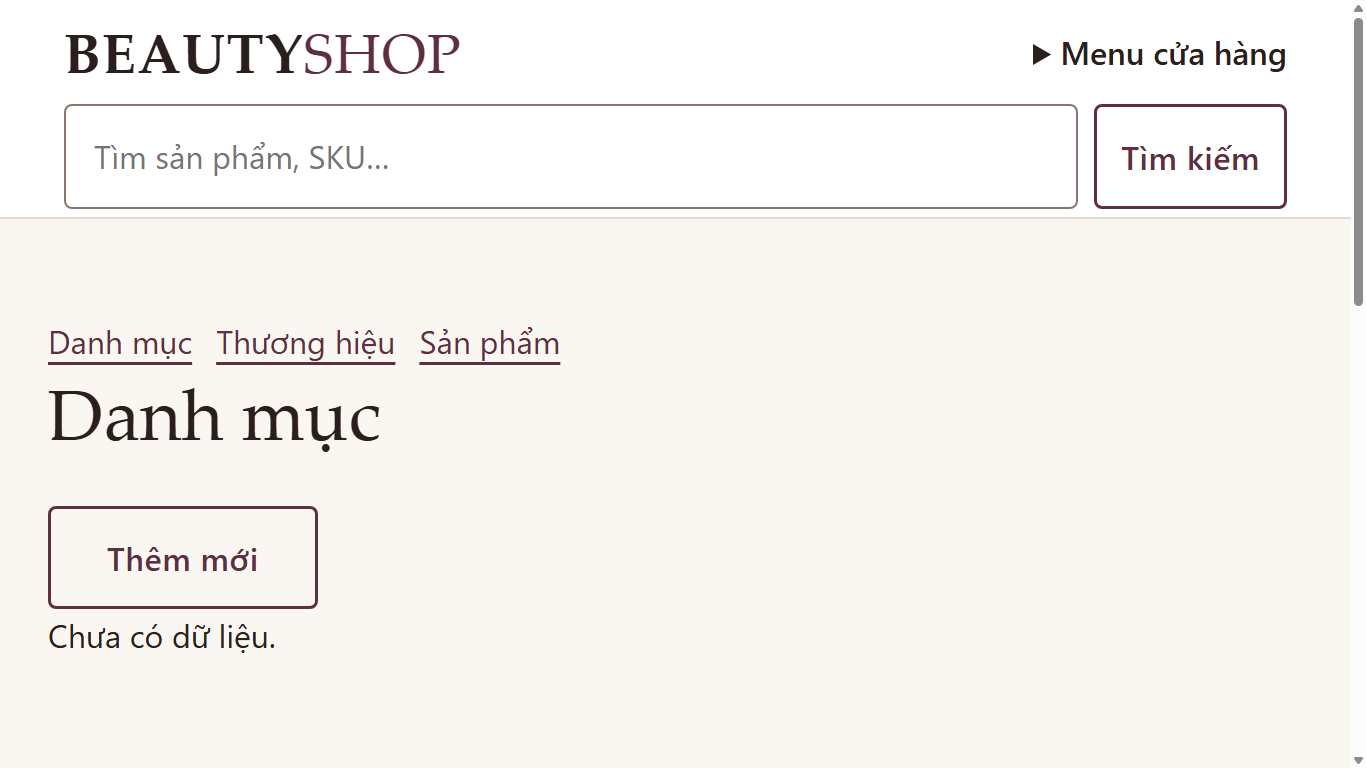 BEAUTYSHOP
▶ Menu cửa hàng
Tìm sản phẩm, SKU...
Tìm kiếm
Danh mục Thương hiệu Sản phẩm
Danh mục
Thêm mới
Chưa có dữ liệu.